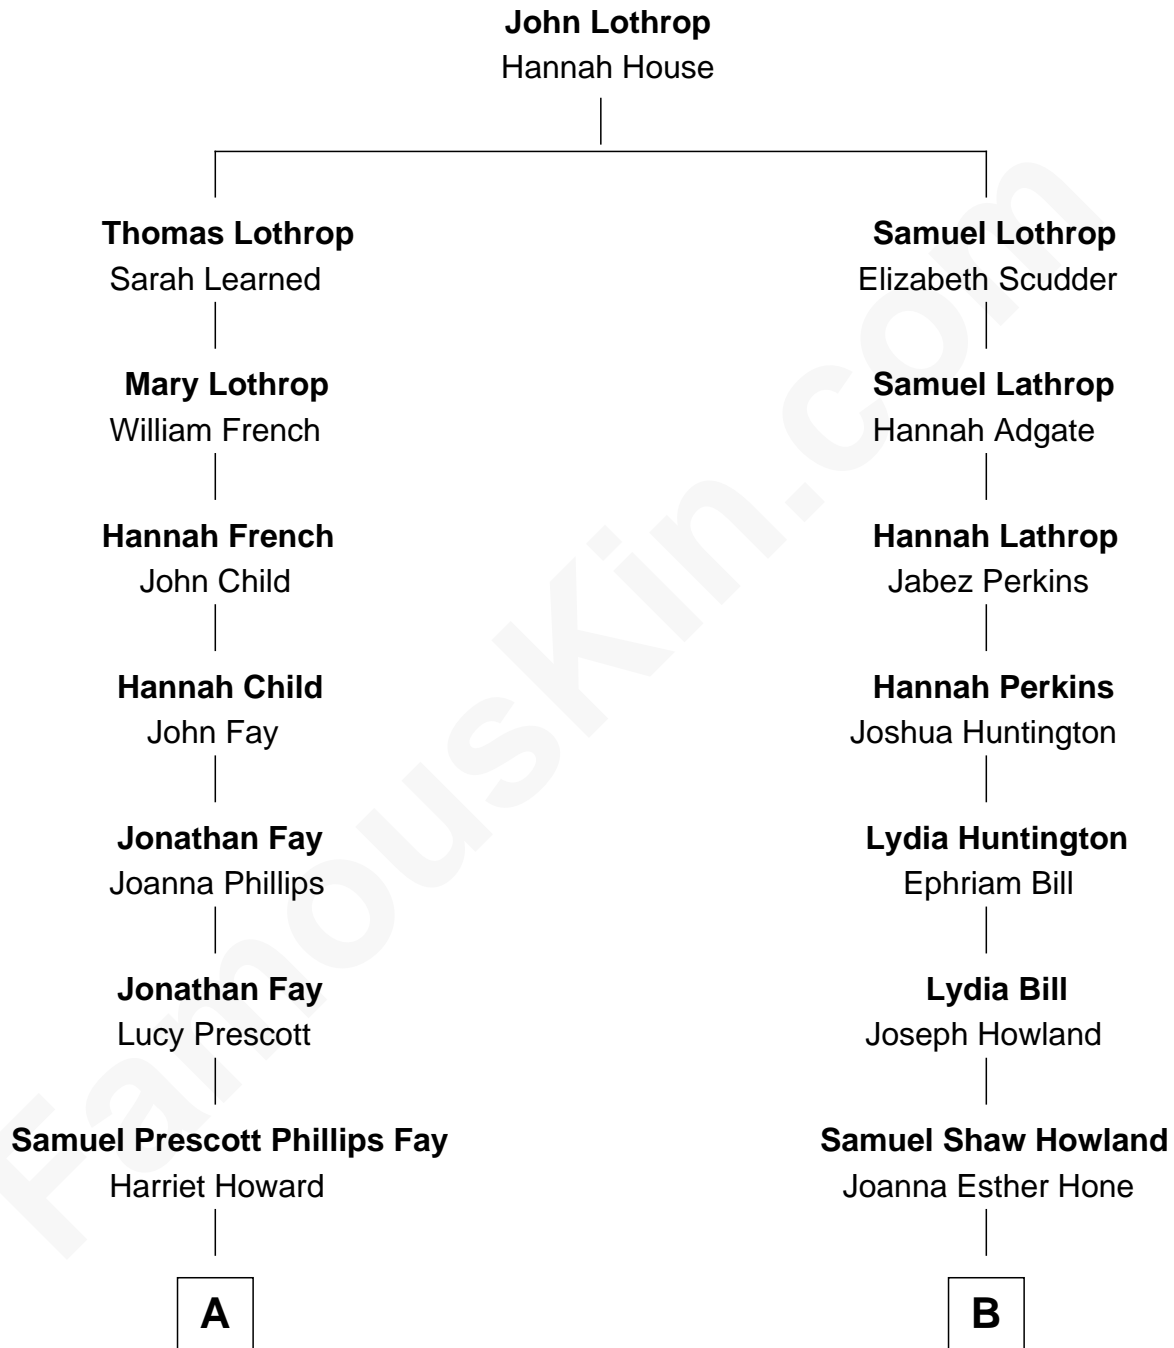 John Lothrop
Hannah House
Thomas Lothrop
Sarah Learned
Samuel Lothrop
Elizabeth Scudder
Mary Lothrop
William French
Samuel Lathrop
Hannah Adgate
Hannah French
John Child
Hannah Lathrop
Jabez Perkins
Hannah Child
John Fay
Hannah Perkins
Joshua Huntington
Jonathan Fay
Joanna Phillips
Lydia Huntington
Ephriam Bill
Jonathan Fay
Lucy Prescott
Lydia Bill
Joseph Howland
Samuel Prescott Phillips Fay
Harriet Howard
Samuel Shaw Howland
Joanna Esther Hone
A
B
FamousKin.com